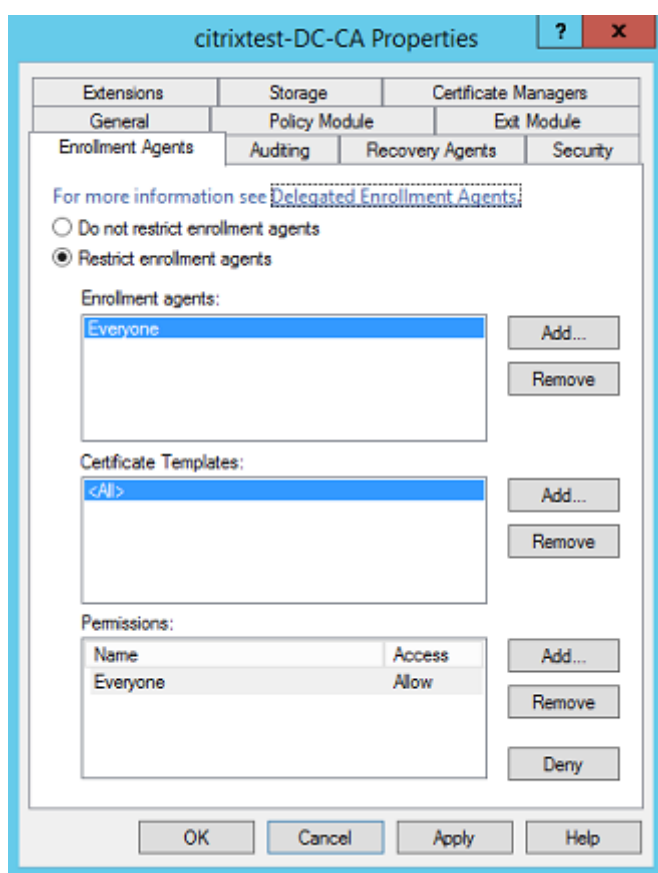 citrixtest-DC-CA Properties
?
x
Extensions
Storage
Certificate Managers
General
Policy Module
Exit Module
Enrollment Agents
Auditing
Recovery Agents
Security
For more information see Delegated Enrollment Agents.
Do not restrict enrollment agents
Restrict enrollment agents
Enrollment agents:
Everyone
Add...
Remove
Certificate Templates:
<All>
Add...
Remove
Permissions:
Name Access
Everyone Allow
Add...
Remove
Deny
OK
Cancel
Apply
Help